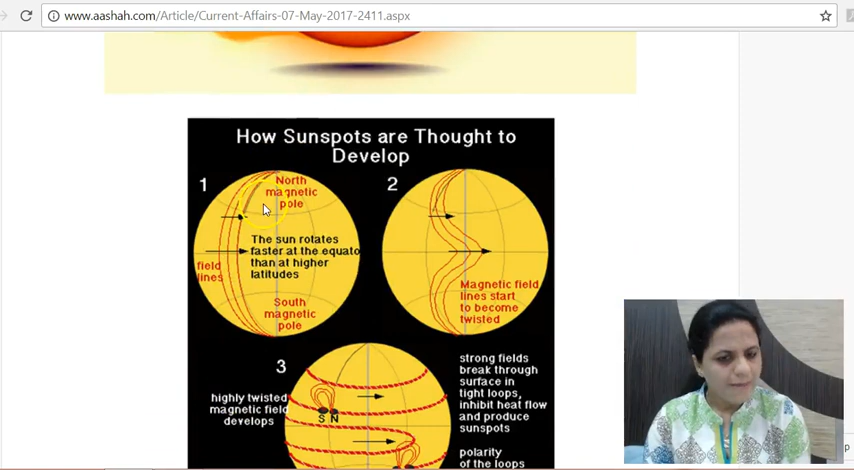 www.aashah.com/Article/Current-Affairs-07-May-2017-2411.aspx
How Sunspots are Thought to
Develop
1
North
magnetic
pole
The sun rotates
faster at the equato
than at higher
latitudes
field
lines
South
magnetic
pole
2
Magnetic field
lines start
to become
twisted
3
highly twisted
magnetic field
develops
S N
strong fields
break through
surface in
tight loops,
inhibit heat flow
and produce
sunspots
polarity
of the loops
p